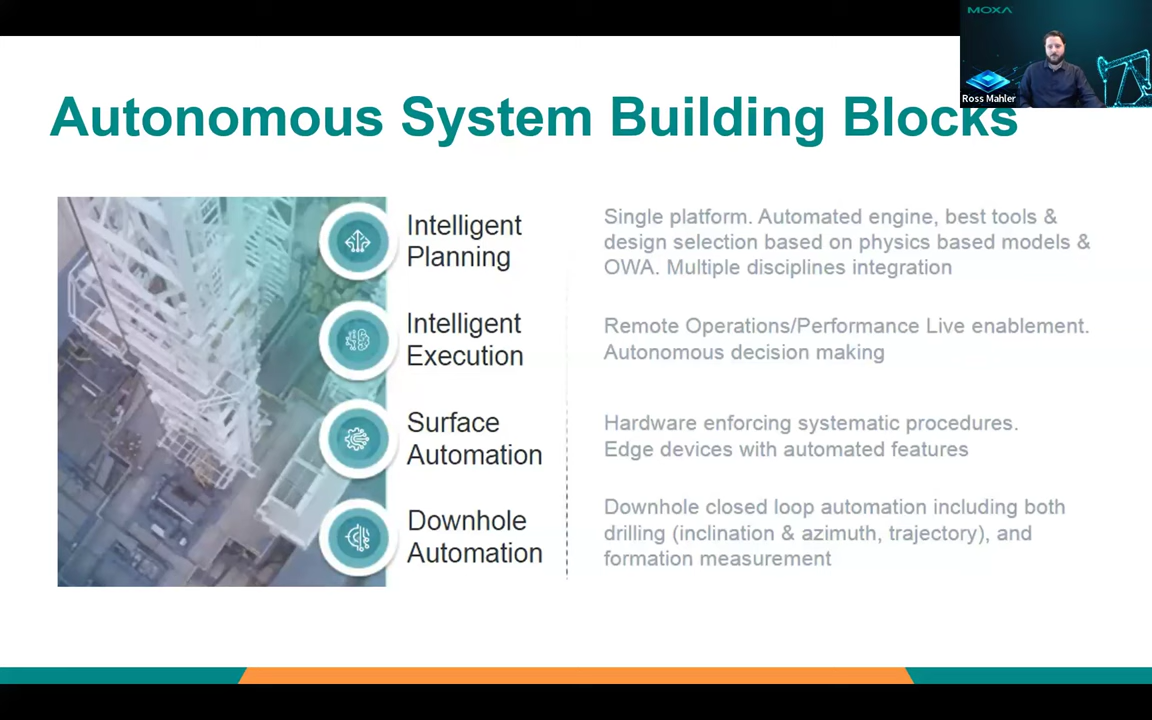 MOXA
Ross Mahler
Autonomous System Building Blocks
Intelligent
Planning
Single platform. Automated engine, best tools &
design selection based on physics based models &
OWA. Multiple disciplines integration
Intelligent
Execution
Remote Operations/Performance Live enablement.
Autonomous decision making
Surface
Automation
Hardware enforcing systematic procedures.
Edge devices with automated features
Downhole
Automation
Downhole closed loop automation including both
drilling (inclination & azimuth, trajectory), and
formation measurement